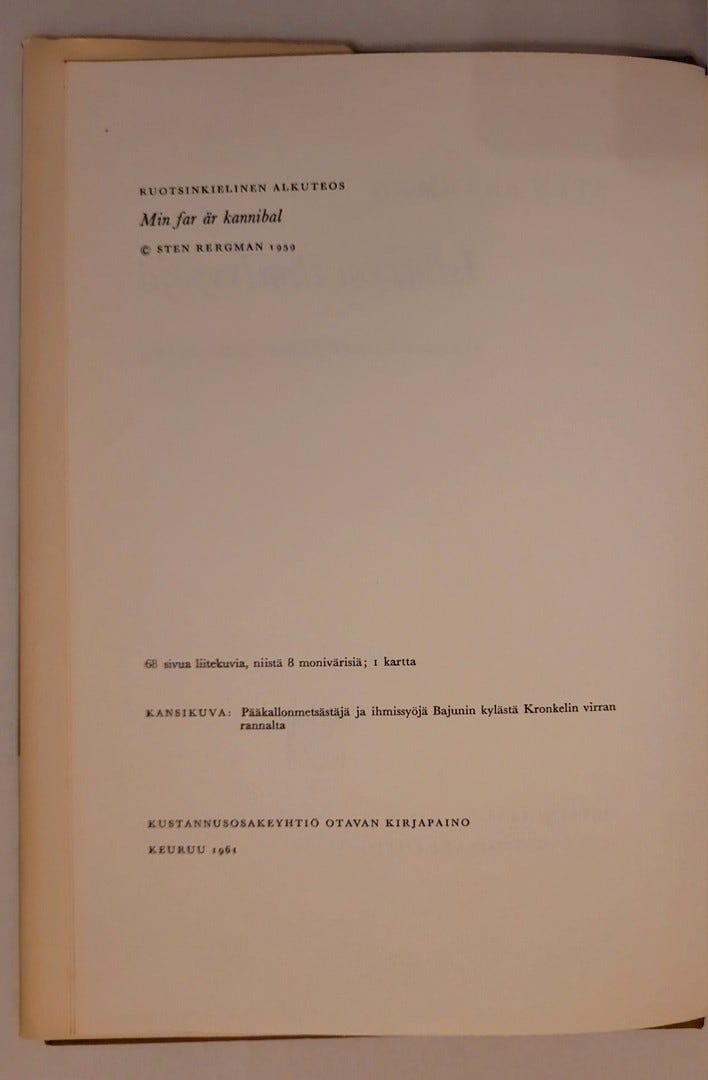 RUOTSINKIELINEN ALKUTEOS
Min far är kannibal
© STEN RERGMAN 1959
68 sivua liitekuvia, niistä 8 monivärisiä; 1 kartta
KANSIKUVA: Pääkallonmetsästäjä ja ihmissyöjä Bajunin kylästä Kronkelin virran
rannalta
KUSTANNUSOSAKEYHTIÖ OTAVAN KIRJAPAINO
KEURUU 1961